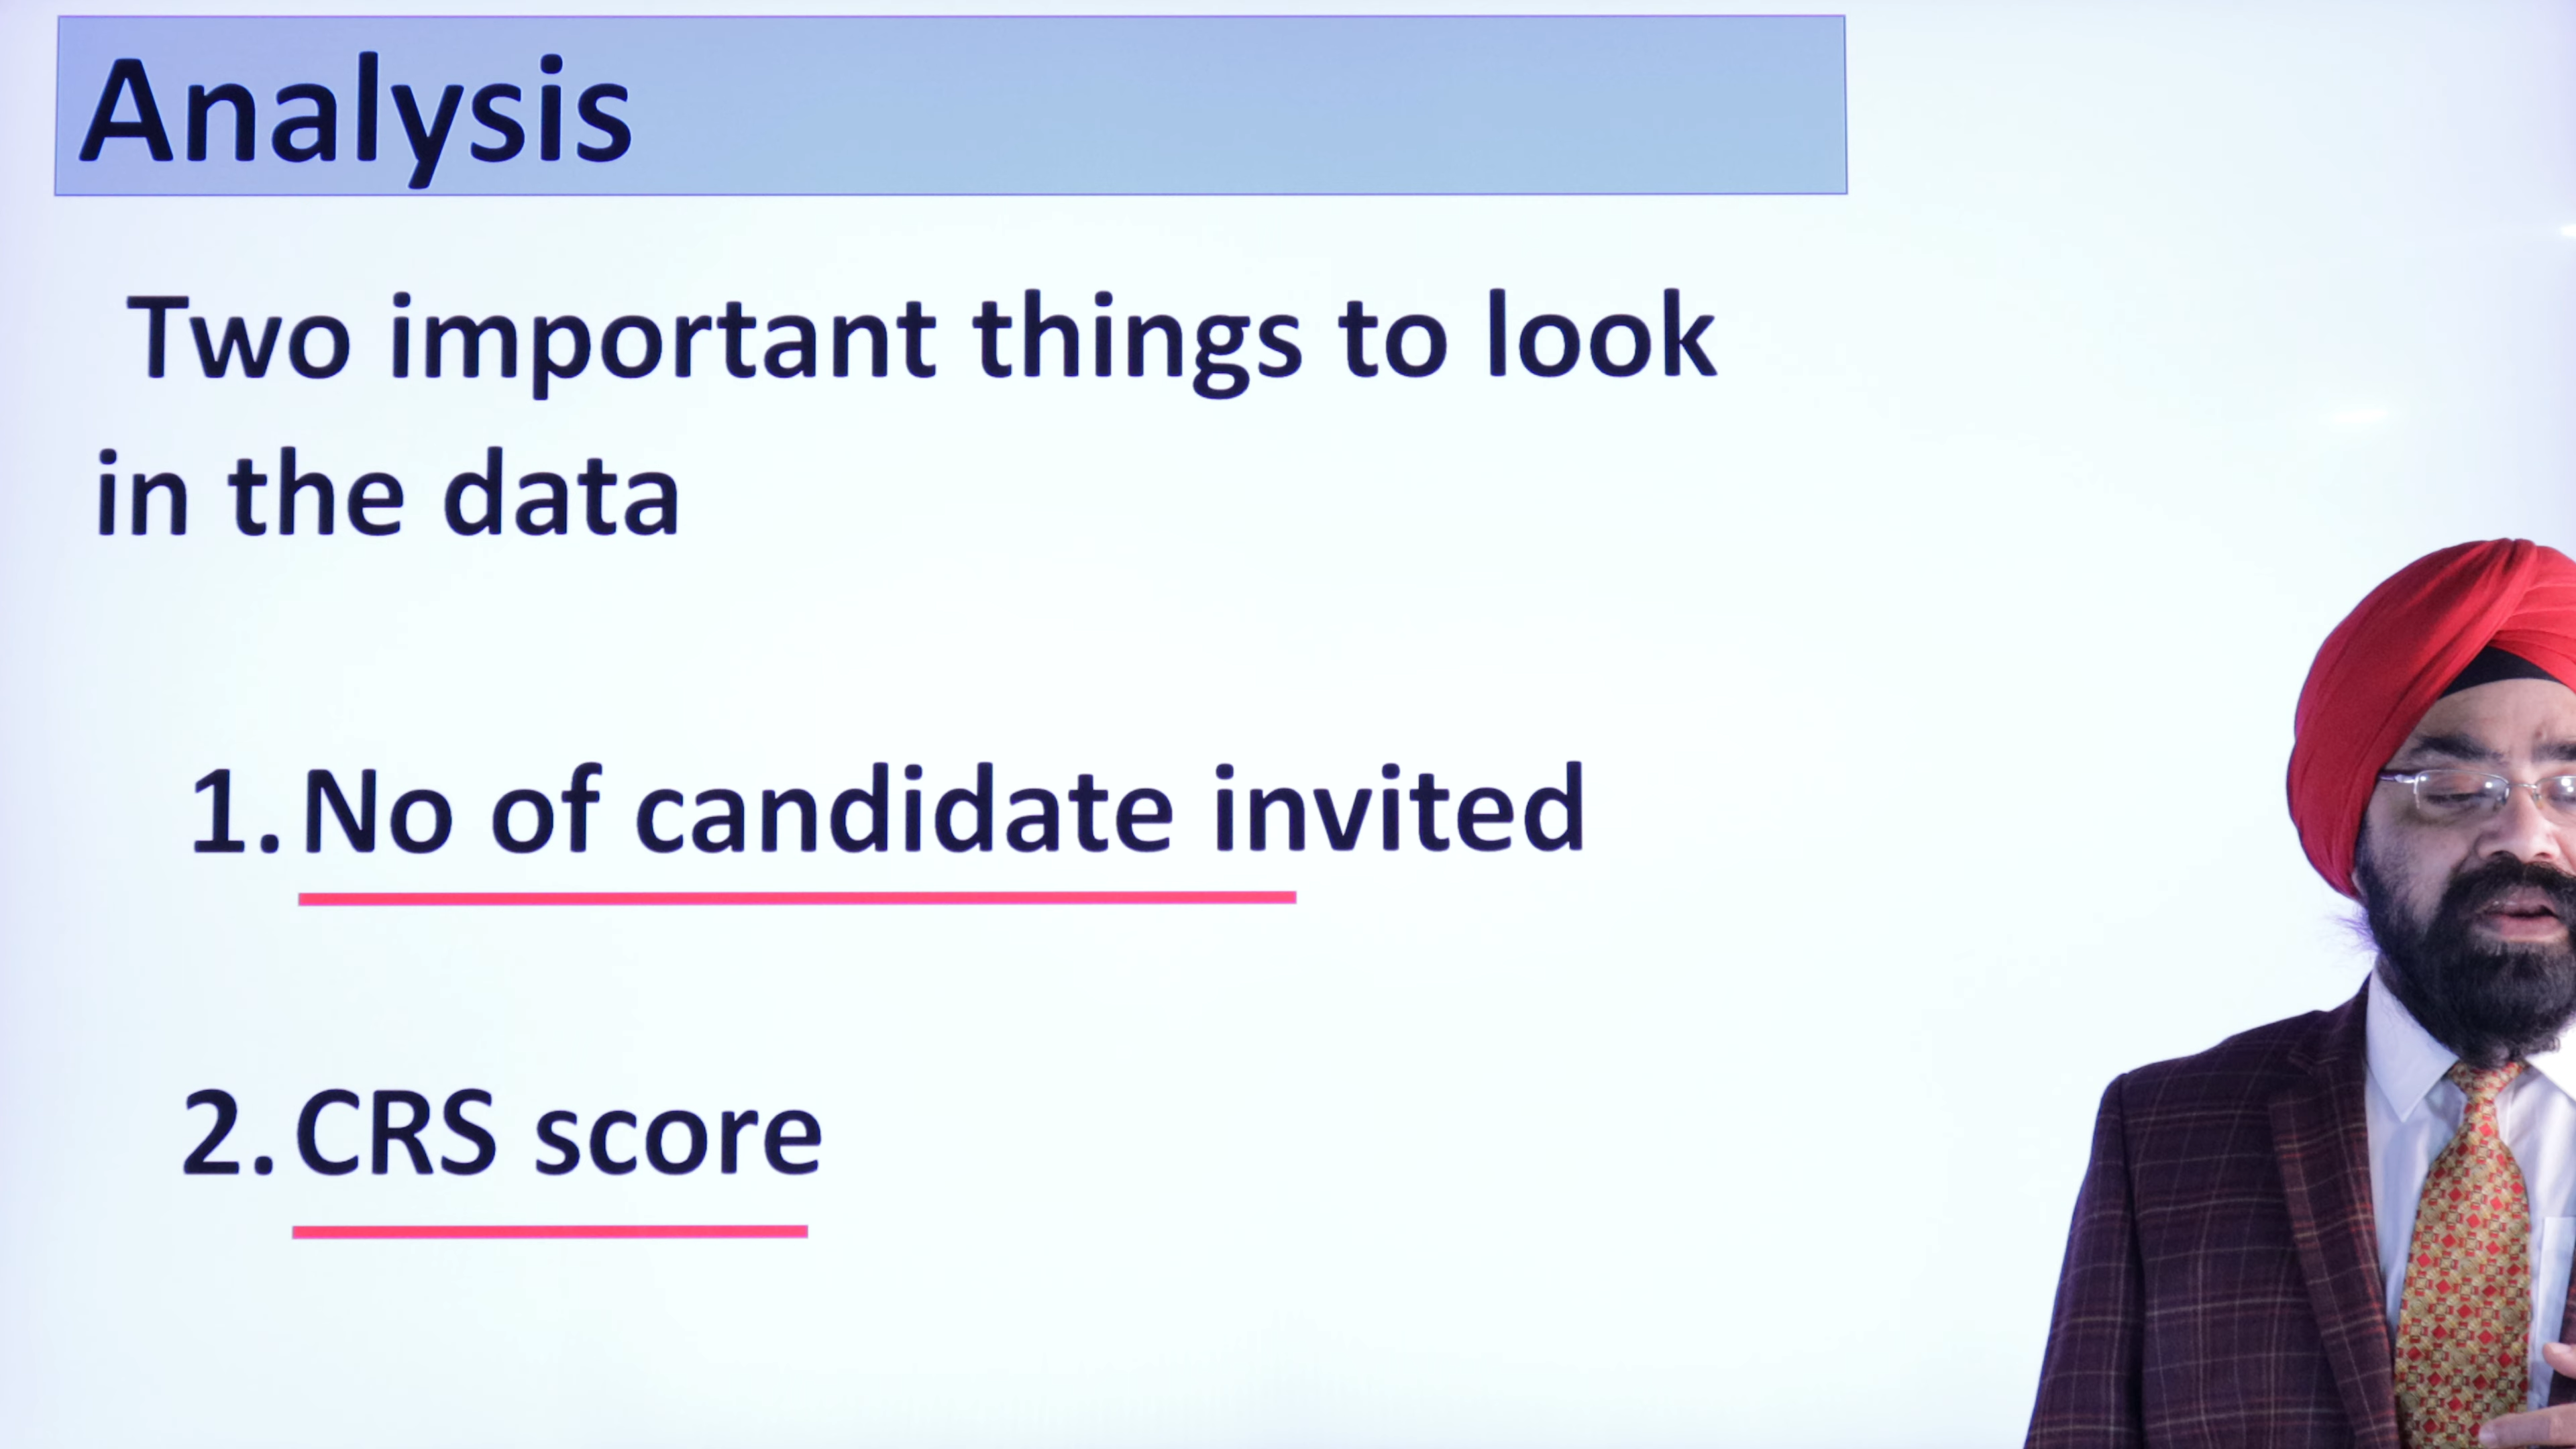 Analysis
Two important things to look
in the data
1. No of candidate invited
2. CRS score